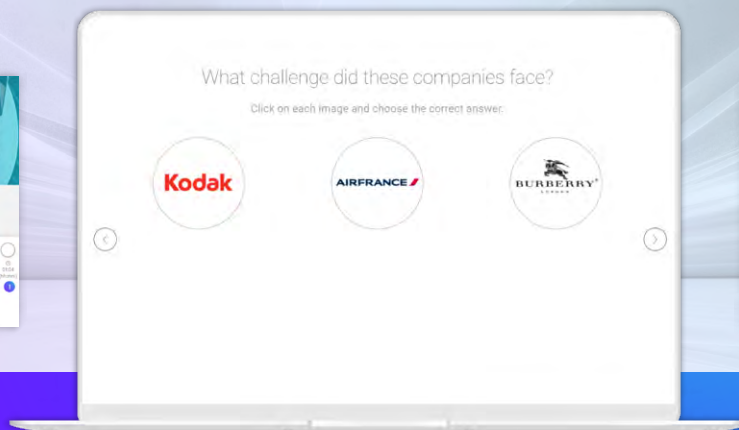 What challenge did these companies face?
Click on each image and choose the correct answer.
Kodak
AIRFRANCE
BURBERRY®
LONDON